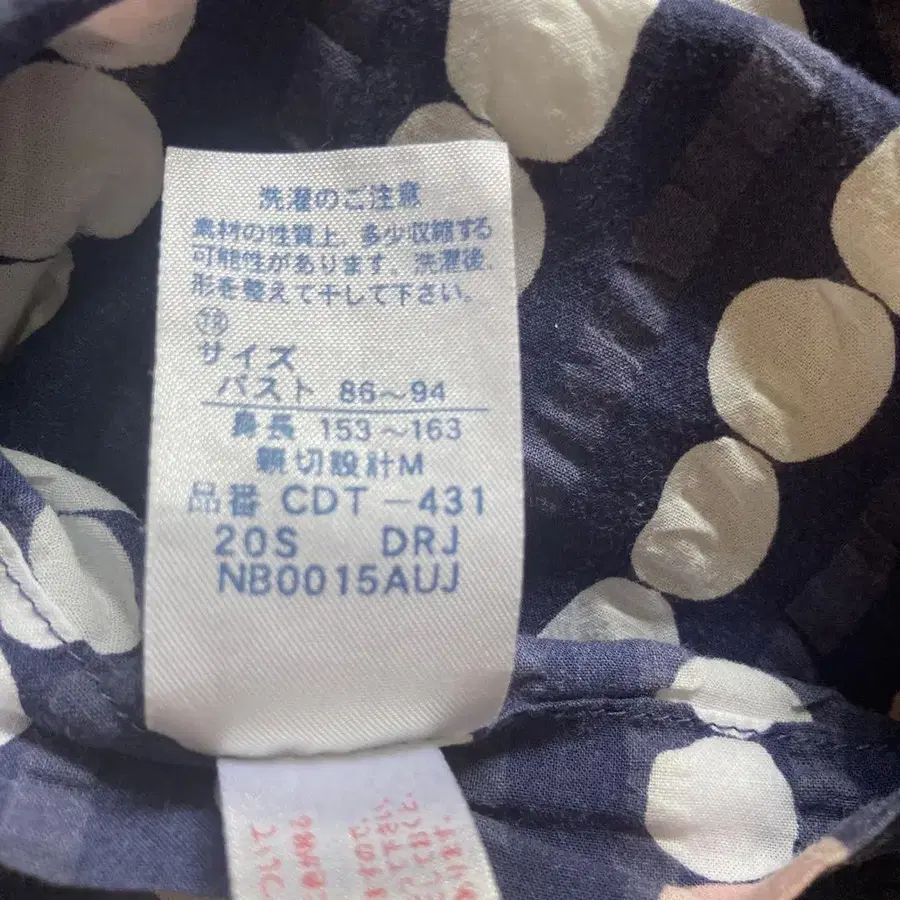 洗濯のご注意
素材の性質上、多少収縮する
可能性があります。洗濯後、
形を整えて干して下さい。
サイズ
バスト 86〜94
身長 153〜163
親切設計M
品番 CDT-431
20S DRJ
NB0015AUJ
ついて